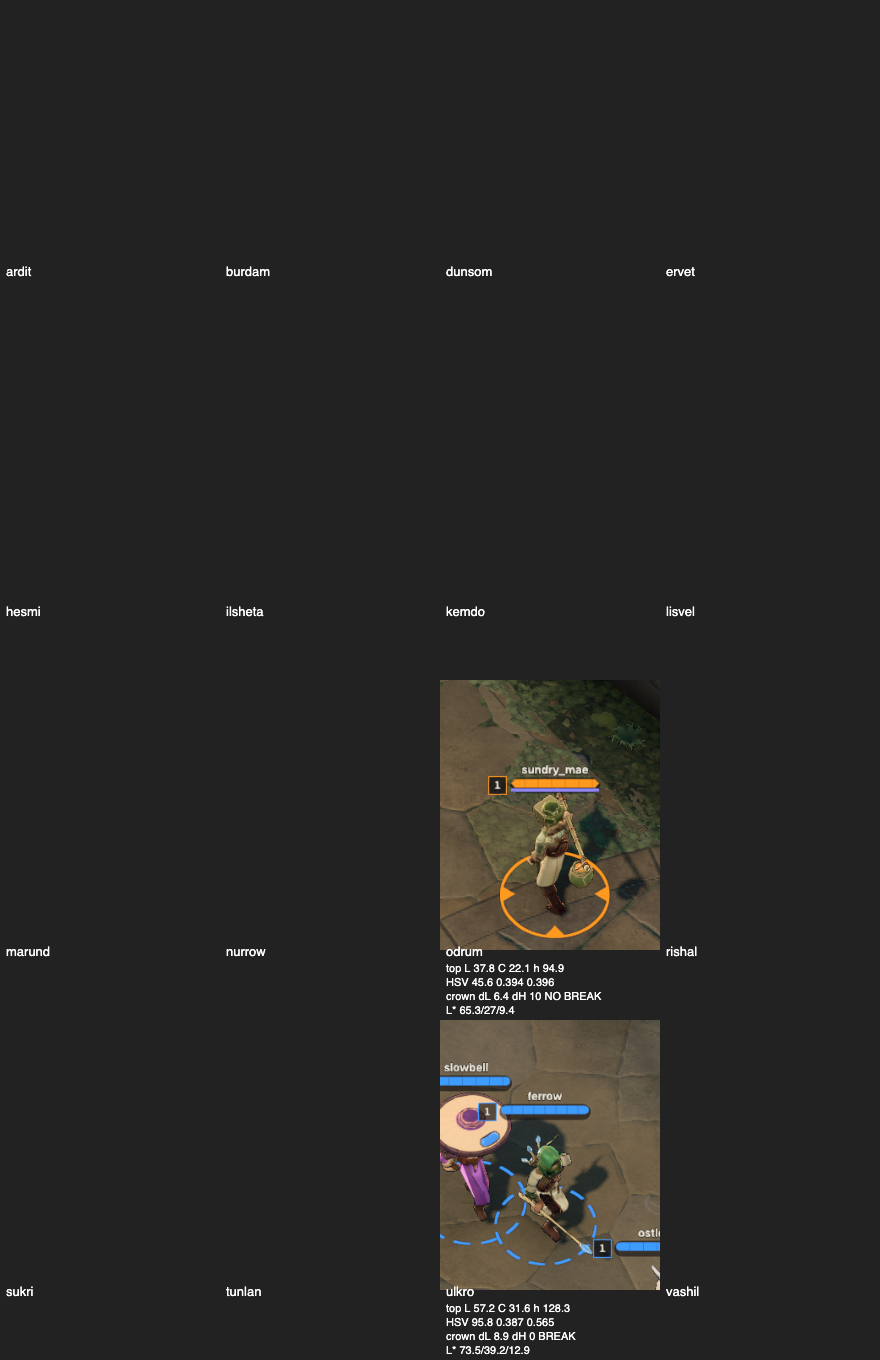 ardit burdam dunsom ervet
hesmi ilsheta kemdo lisvel
sundry_mae
1
marund nurrow odrum rishal
top L 37.8 C 22.1 h 94.9
HSV 45.6 0.394 0.396
crown dL 6.4 dH 10 NO BREAK
L* 65.3/27/9.4
slowbell
ferrow
1
ostl
1
sukri tunlan ulkro vashil
top L 57.2 C 31.6 h 128.3
HSV 95.8 0.387 0.565
crown dL 8.9 dH 0 BREAK
L* 73.5/39.2/12.9